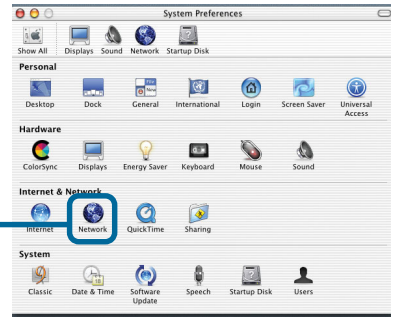 System Preferences
Show All Displays Sound Network Startup Disk
Personal
Desktop Dock General International Login Screen Saver Universal Access
Hardware
ColorSync Displays Energy Saver Keyboard Mouse Sound
Internet & Network
Internet Network QuickTime Sharing
System
Classic Date & Time Software Update Speech Startup Disk Users